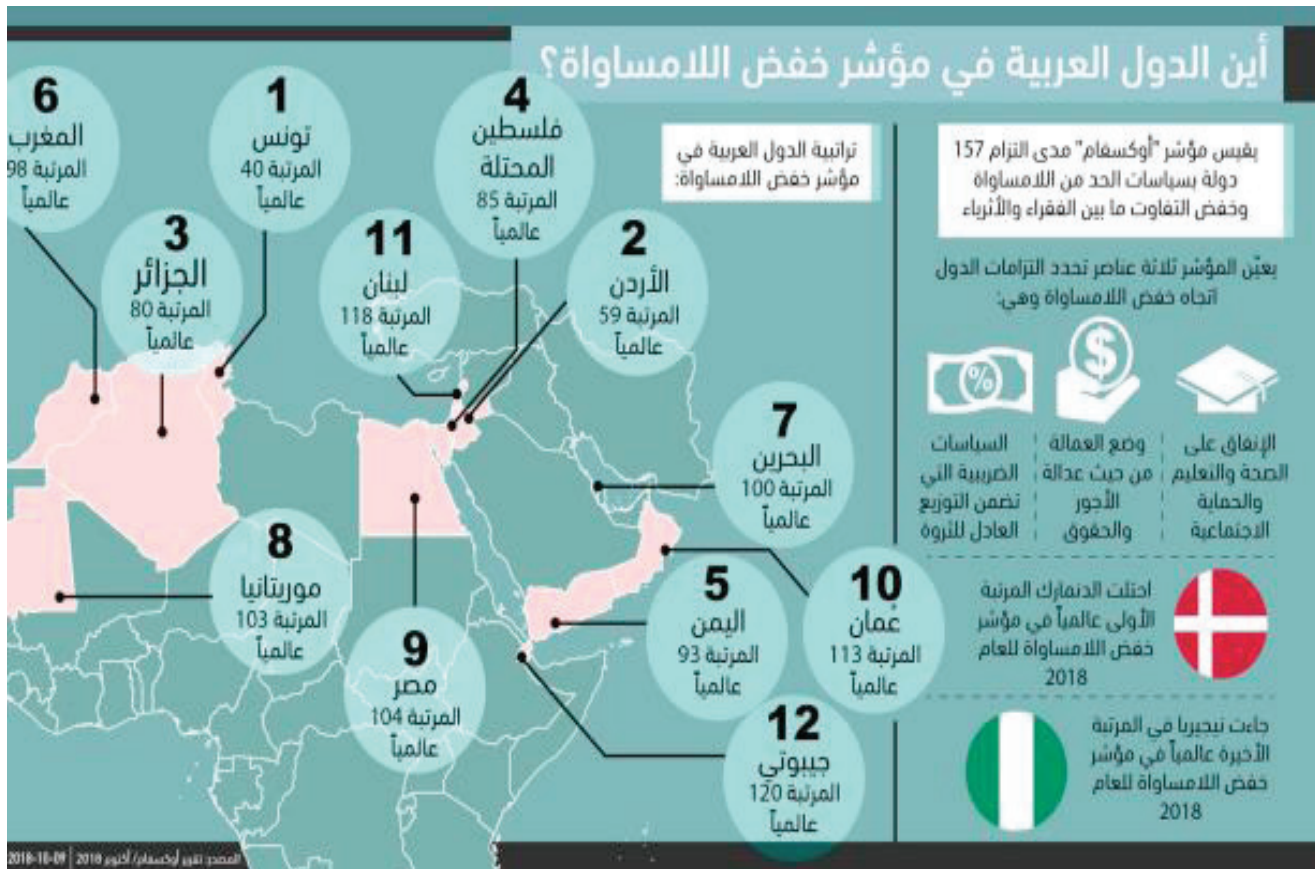 أين الدول العربية في مؤشر خفض اللامساواة؟
يقيس مؤشر "أوكسفام" مدى التزام 157
دولة بسياسات الحد من اللامساواة
وخفض التفاوت ما بين الفقراء والأثرياء
يعيّن المؤشر ثلاثة عناصر تحدد التزامات الدول
اتجاه خفض اللامساواة وهي:
الإنفاق على
الصحة والتعليم
والحماية
الاجتماعية
وضع العمالة
من حيث عدالة
الأجور
والحقوق
السياسات
الضريبية التي
تضمن التوزيع
العادل للثروة
احتلت الدنمارك المرتبة
الأولى عالمياً في مؤشر
خفض اللامساواة للعام
2018
جاءت نيجيريا في المرتبة
الأخيرة عالمياً في مؤشر
خفض اللامساواة للعام
2018
تراتبية الدول العربية في
مؤشر خفض اللامساواة:
1
تونس
المرتبة 40
عالمياً
2
الأردن
المرتبة 59
عالمياً
3
الجزائر
المرتبة 80
عالمياً
4
فلسطين
المحتلة
المرتبة 85
عالمياً
5
اليمن
المرتبة 93
عالمياً
6
المغرب
المرتبة 98
عالمياً
7
البحرين
المرتبة 100
عالمياً
8
موريتانيا
المرتبة 103
عالمياً
9
مصر
المرتبة 104
عالمياً
10
عُمان
المرتبة 113
عالمياً
11
لبنان
المرتبة 118
عالمياً
12
جيبوتي
المرتبة 120
عالمياً
المصدر: تقرير أوكسفام/ أكتوبر 2018 | 2018-10-09